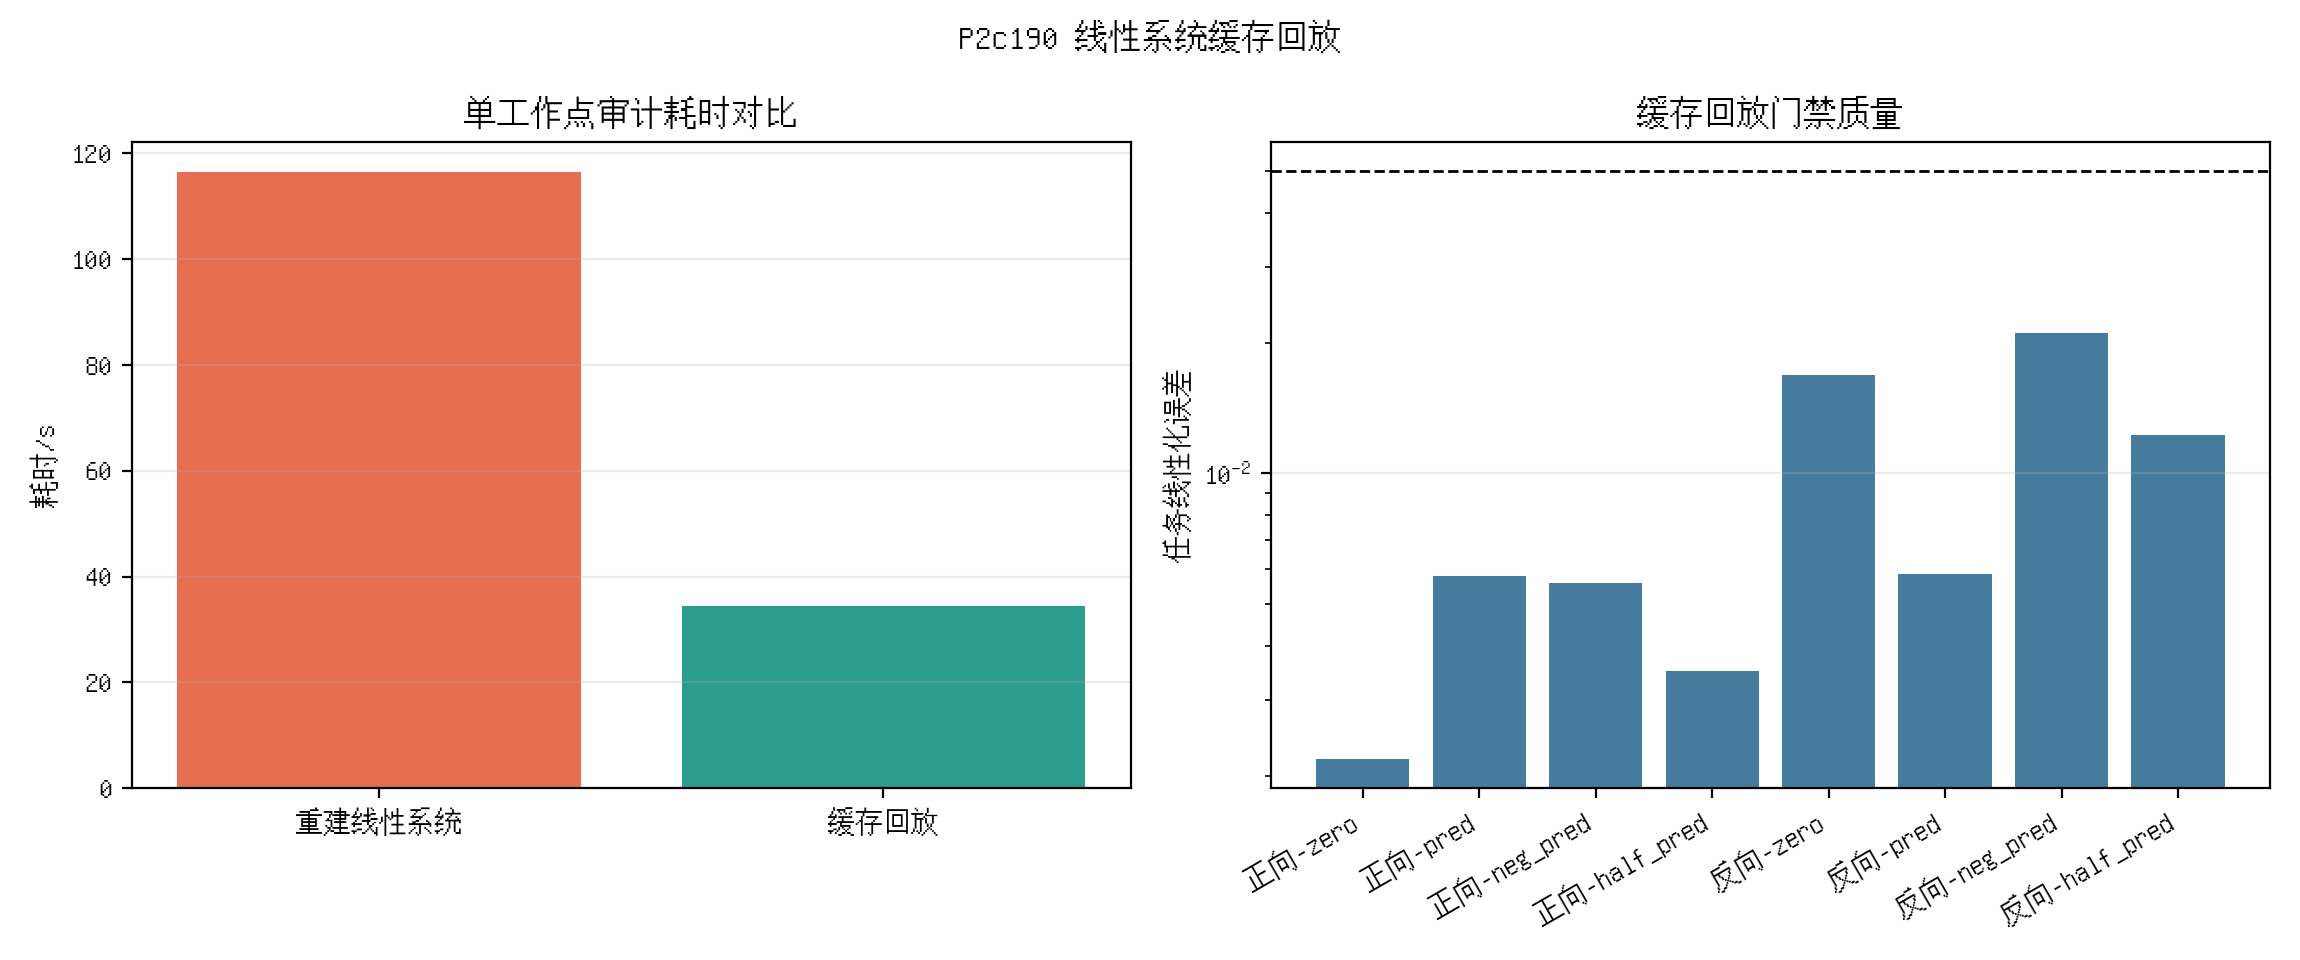 P2c190 线性系统缓存回放
单工作点审计耗时对比
耗时/s
120
100
80
60
40
20
0
重建线性系统
缓存回放
缓存回放门禁质量
任务线性化误差
10⁻²
正向-zero
正向-pred
正向-neg_pred
正向-half_pred
反向-zero
反向-pred
反向-neg_pred
反向-half_pred